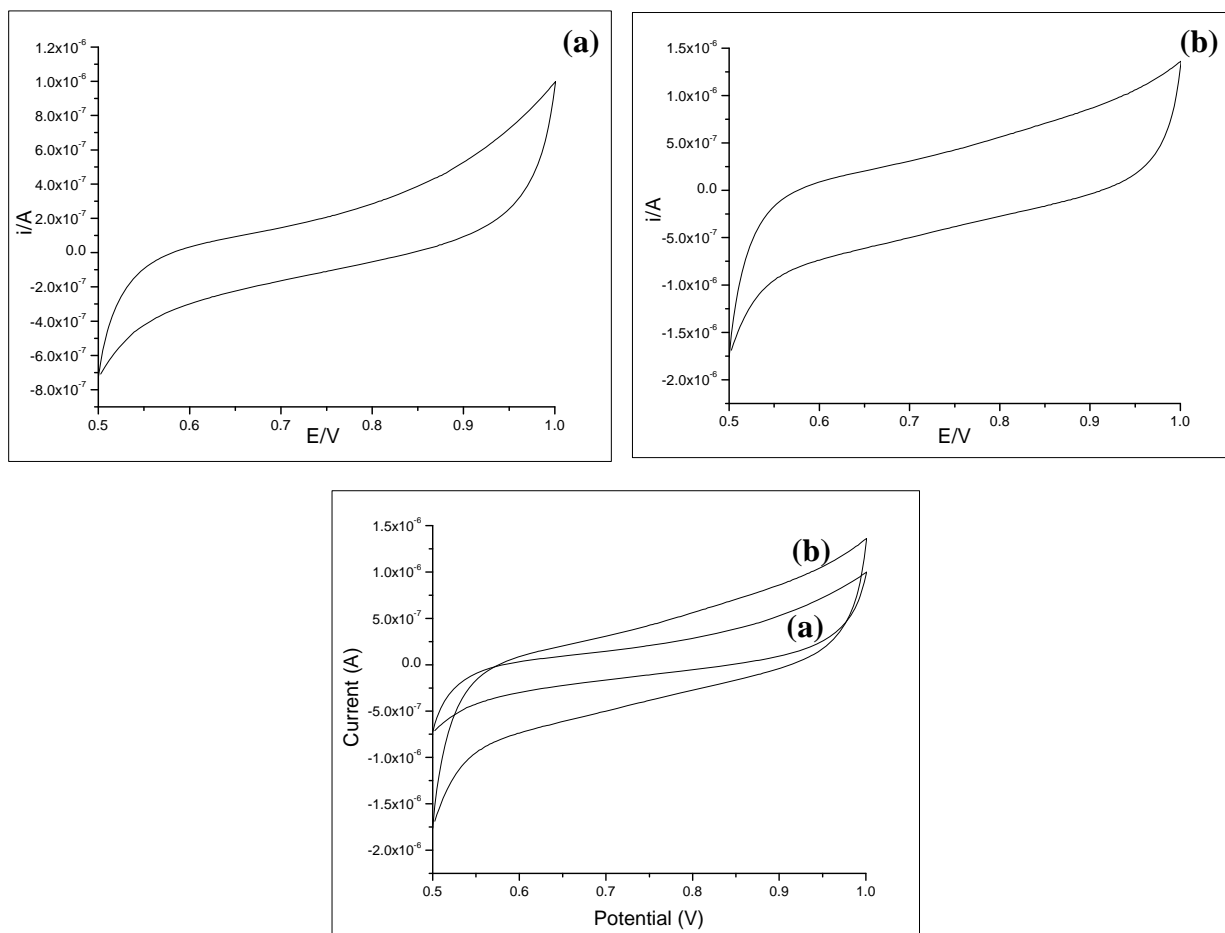 (a)
1.2x10⁻⁶
1.0x10⁻⁶
8.0x10⁻⁷
6.0x10⁻⁷
4.0x10⁻⁷
2.0x10⁻⁷
0.0
-2.0x10⁻⁷
-4.0x10⁻⁷
-6.0x10⁻⁷
-8.0x10⁻⁷
i/A
0.5 0.6 0.7 0.8 0.9 1.0
E/V
(b)
1.5x10⁻⁶
1.0x10⁻⁶
5.0x10⁻⁷
0.0
-5.0x10⁻⁷
-1.0x10⁻⁶
-1.5x10⁻⁶
-2.0x10⁻⁶
i/A
0.5 0.6 0.7 0.8 0.9 1.0
E/V
1.5x10⁻⁶
1.0x10⁻⁶
5.0x10⁻⁷
0.0
-5.0x10⁻⁷
-1.0x10⁻⁶
-1.5x10⁻⁶
-2.0x10⁻⁶
Current (A)
(b)
(a)
0.5 0.6 0.7 0.8 0.9 1.0
Potential (V)